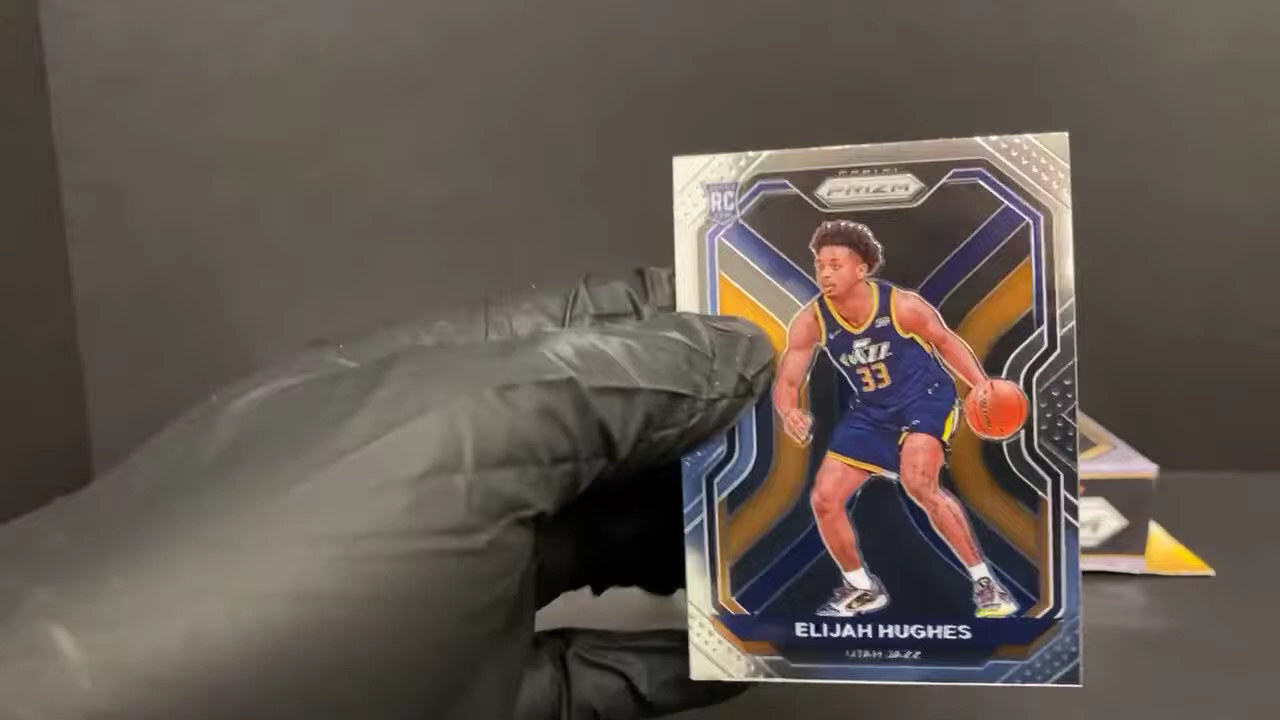 PANINI
PRIZM
RC
JAZZ
33
ELIJAH HUGHES
UTAH JAZZ